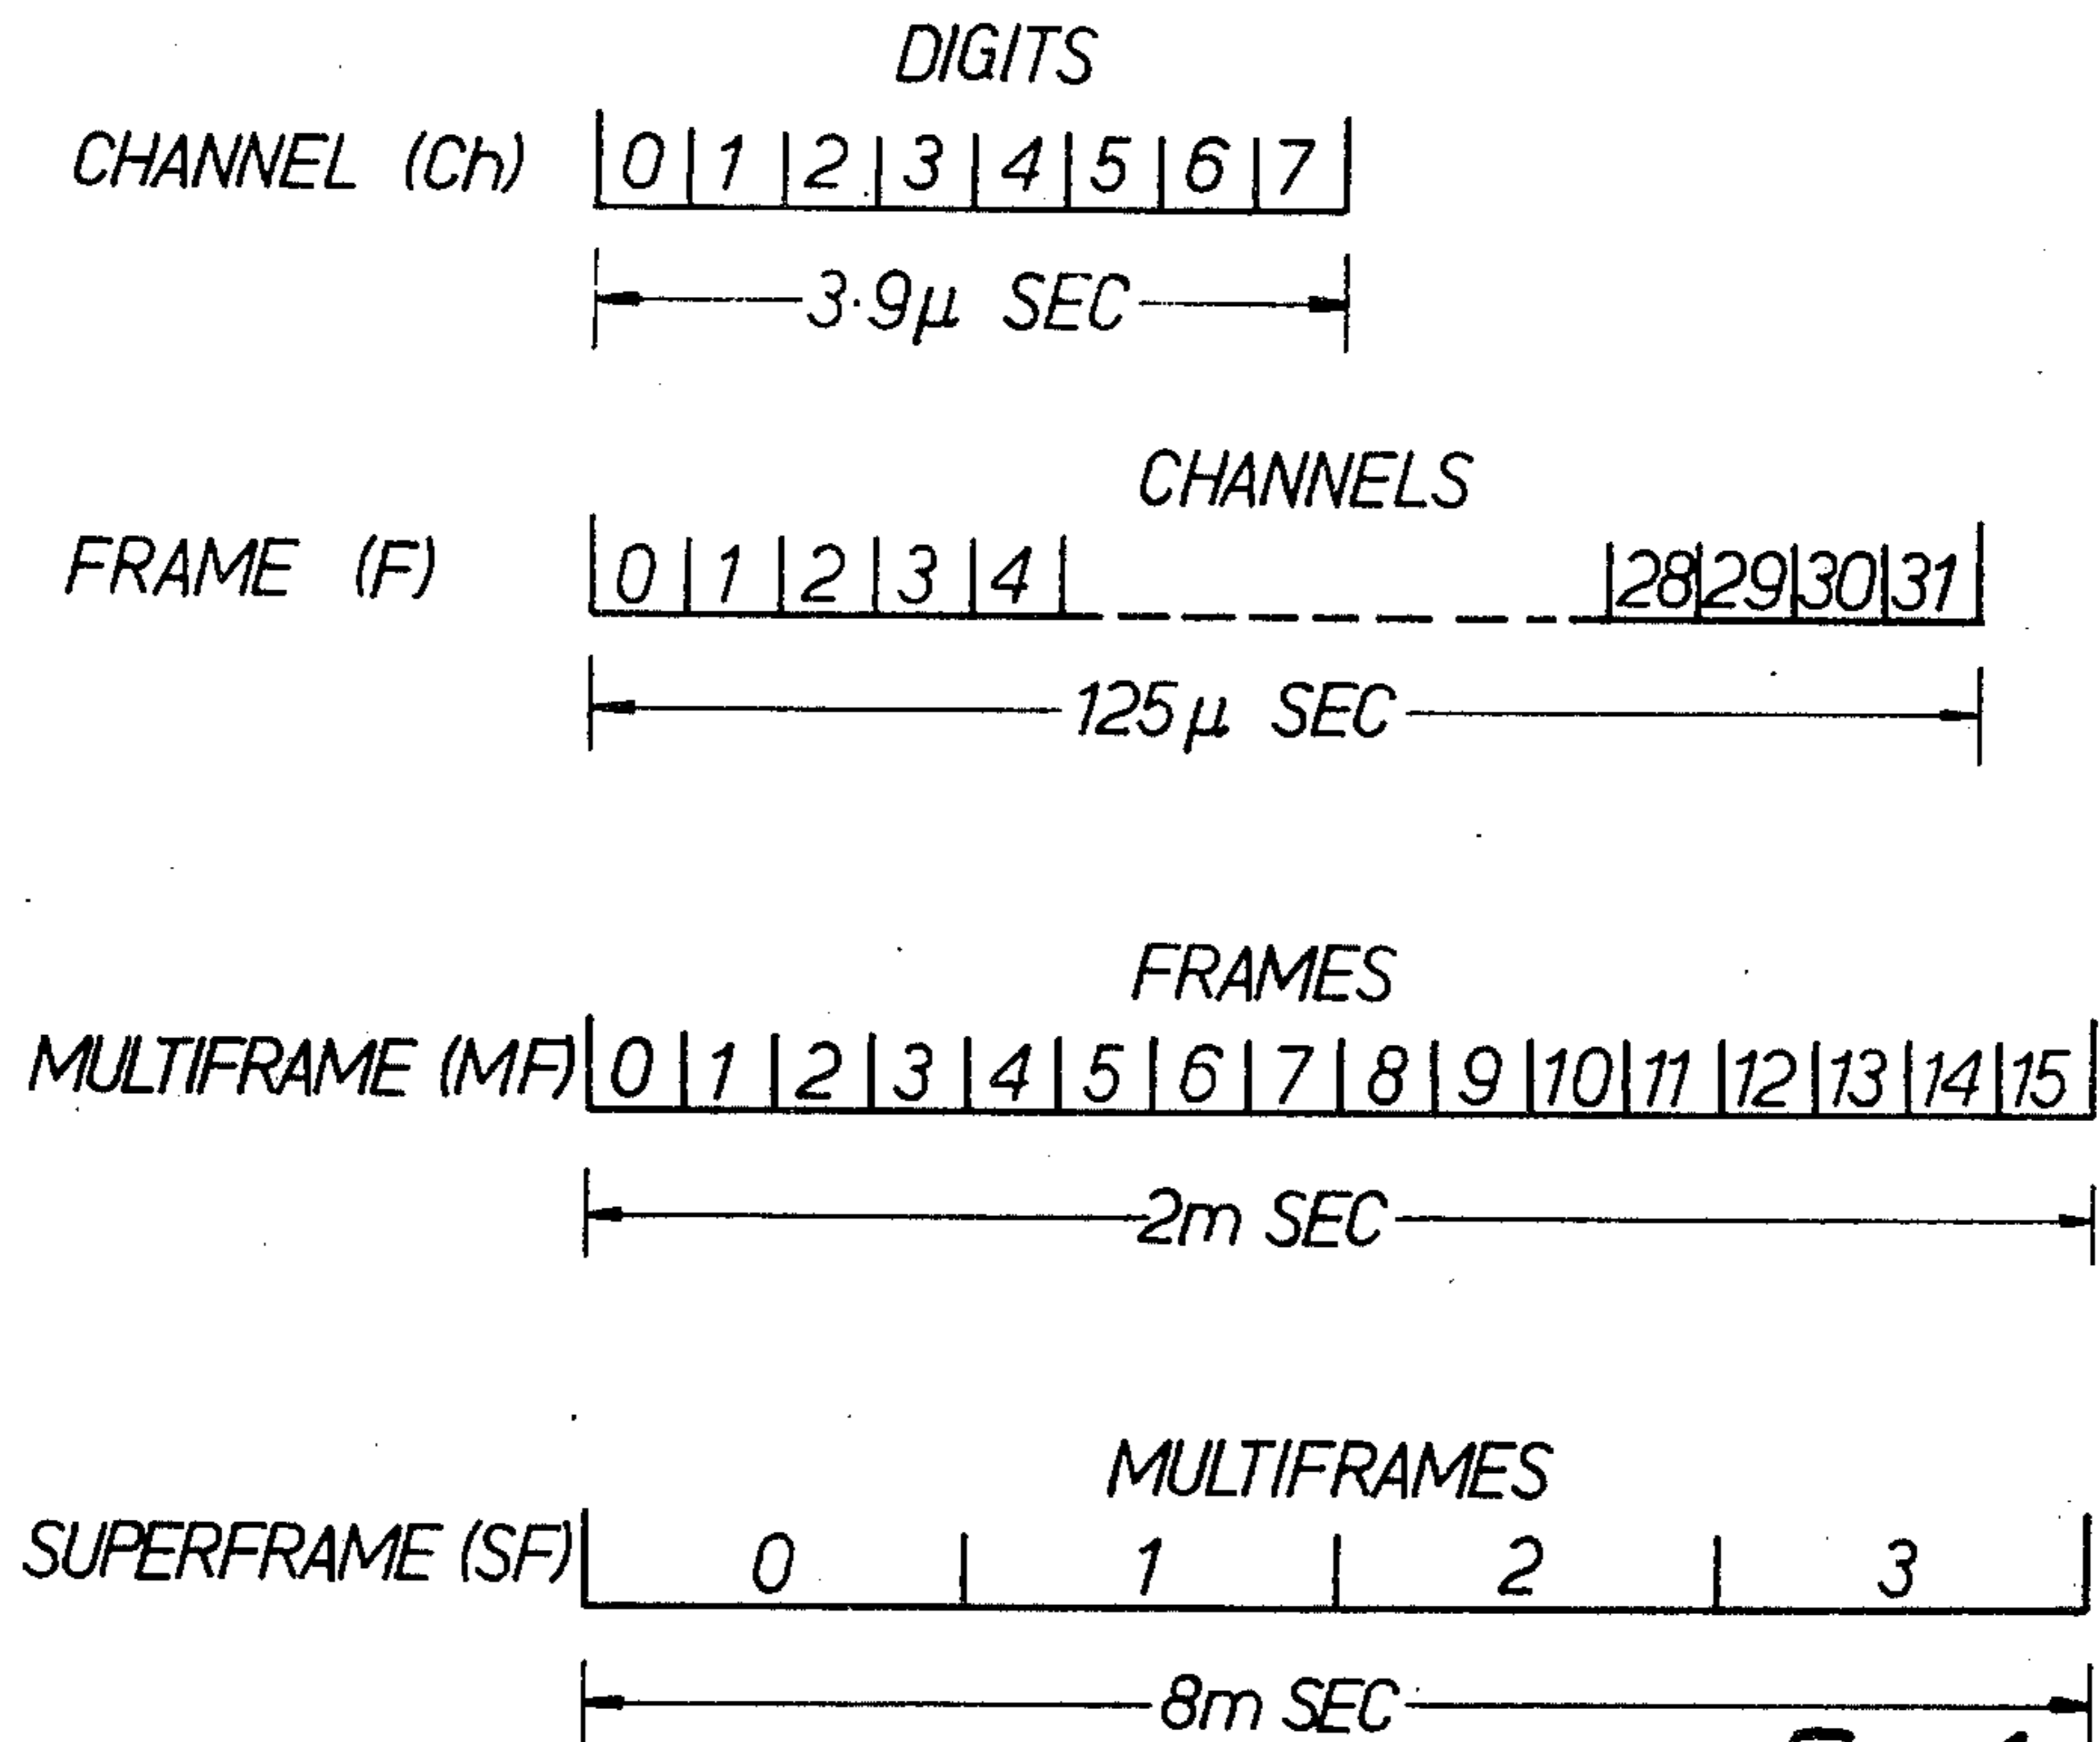 DIGITS
CHANNEL (Ch) 0 1 2 3 4 5 6 7
3·9μ SEC
CHANNELS
FRAME (F) 0 1 2 3 4 28 29 30 31
125μ SEC
FRAMES
MULTIFRAME (MF) 0 1 2 3 4 5 6 7 8 9 10 11 12 13 14 15
2m SEC
MULTIFRAMES
SUPERFRAME (SF) 0 1 2 3
8m SEC